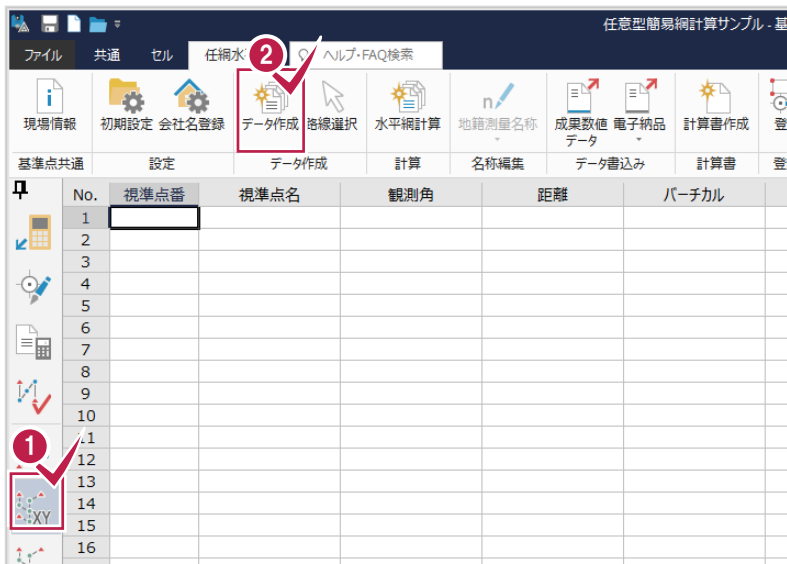 任意型簡易網計算サンプル - 基
ファイル 共通 セル 任網水 ヘルプ・FAQ検索
2
現場情報 初期設定 会社名登録 データ作成 路線選択 水平網計算 地籍測量名称 成果数値 電子納品 計算書作成 登
データ
基準点共通 設定 データ作成 計算 名称編集 データ書込み 計算書 登
No. 視準点番 視準点名 観測角 距離 バーチカル
1
2
3
4
5
6
7
8
9
10
11
1
12
13
14
XY
15
16